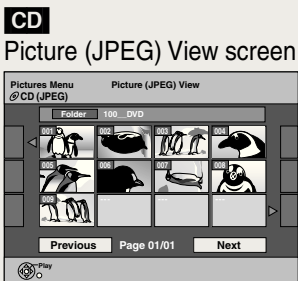 CD
Picture (JPEG) View screen
Pictures Menu Picture (JPEG) View
CD (JPEG)
Folder 100__DVD
001 002 003 004
005 006 007 008
009 ---- ---- ----
Previous Page 01/01 Next
Play